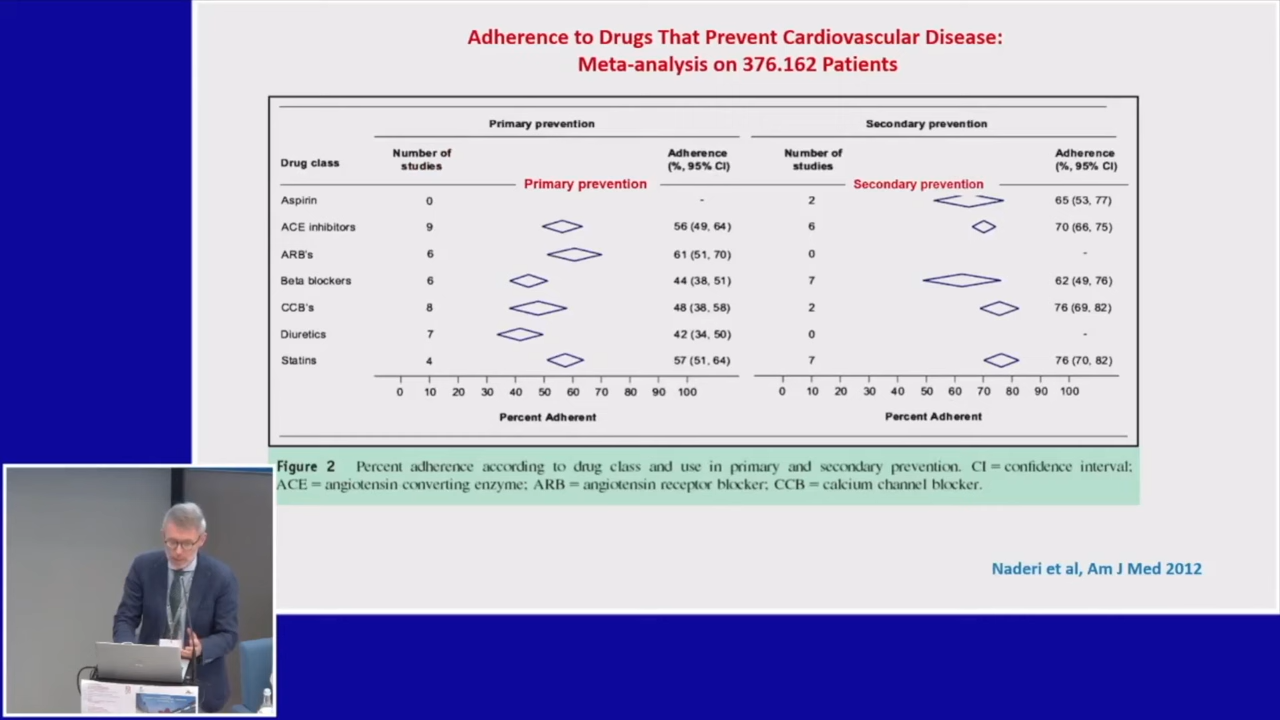 Adherence to Drugs That Prevent Cardiovascular Disease:
Meta-analysis on 376.162 Patients
Primary prevention Secondary prevention
Drug class Number of studies Adherence (%, 95% CI) Number of studies Adherence (%, 95% CI)
Primary prevention Secondary prevention
Aspirin 0 - 2 65 (53, 77)
ACE inhibitors 9 56 (49, 64) 6 70 (66, 75)
ARB's 6 61 (51, 70) 0 -
Beta blockers 6 44 (38, 51) 7 62 (49, 76)
CCB's 8 48 (38, 58) 2 76 (69, 82)
Diuretics 7 42 (34, 50) 0 -
Statins 4 57 (51, 64) 7 76 (70, 82)
0 10 20 30 40 50 60 70 80 90 100 0 10 20 30 40 50 60 70 80 90 100
Percent Adherent Percent Adherent
Figure 2 Percent adherence according to drug class and use in primary and secondary prevention. CI = confidence interval;
ACE = angiotensin converting enzyme; ARB = angiotensin receptor blocker; CCB = calcium channel blocker.
Naderi et al, Am J Med 2012